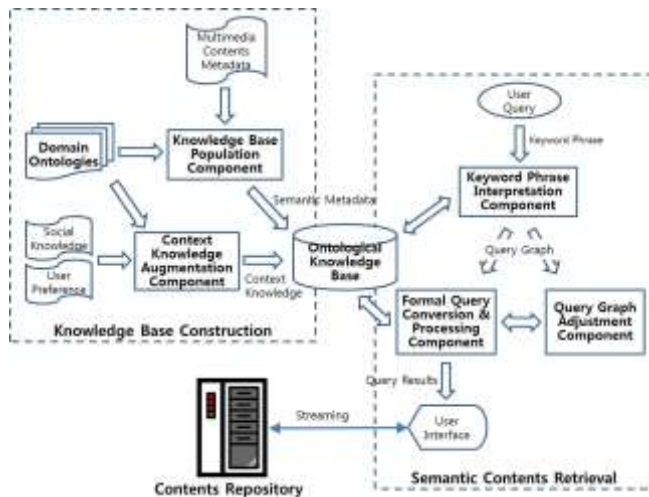 Multimedia
Contents
Metadata
User
Query
Keyword Phrase
Domain
Ontologies
Knowledge Base
Population
Component
Keyword Phrase
Interpretation
Component
Semantic Metadata
Social
Knowledge
User
Preference
Context
Knowledge
Augmentation
Component
Context
Knowledge
Ontological
Knowledge
Base
Query Graph
Formal Query
Conversion &
Processing
Component
Query Graph
Adjustment
Component
Knowledge Base Construction
Query Results
Streaming
User
Interface
Contents Repository
Semantic Contents Retrieval